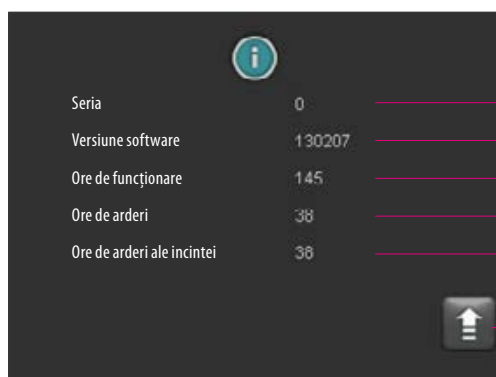 Seria 0
Versiune software 130207
Ore de funcționare 145
Ore de arderi 38
Ore de arderi ale incintei 38